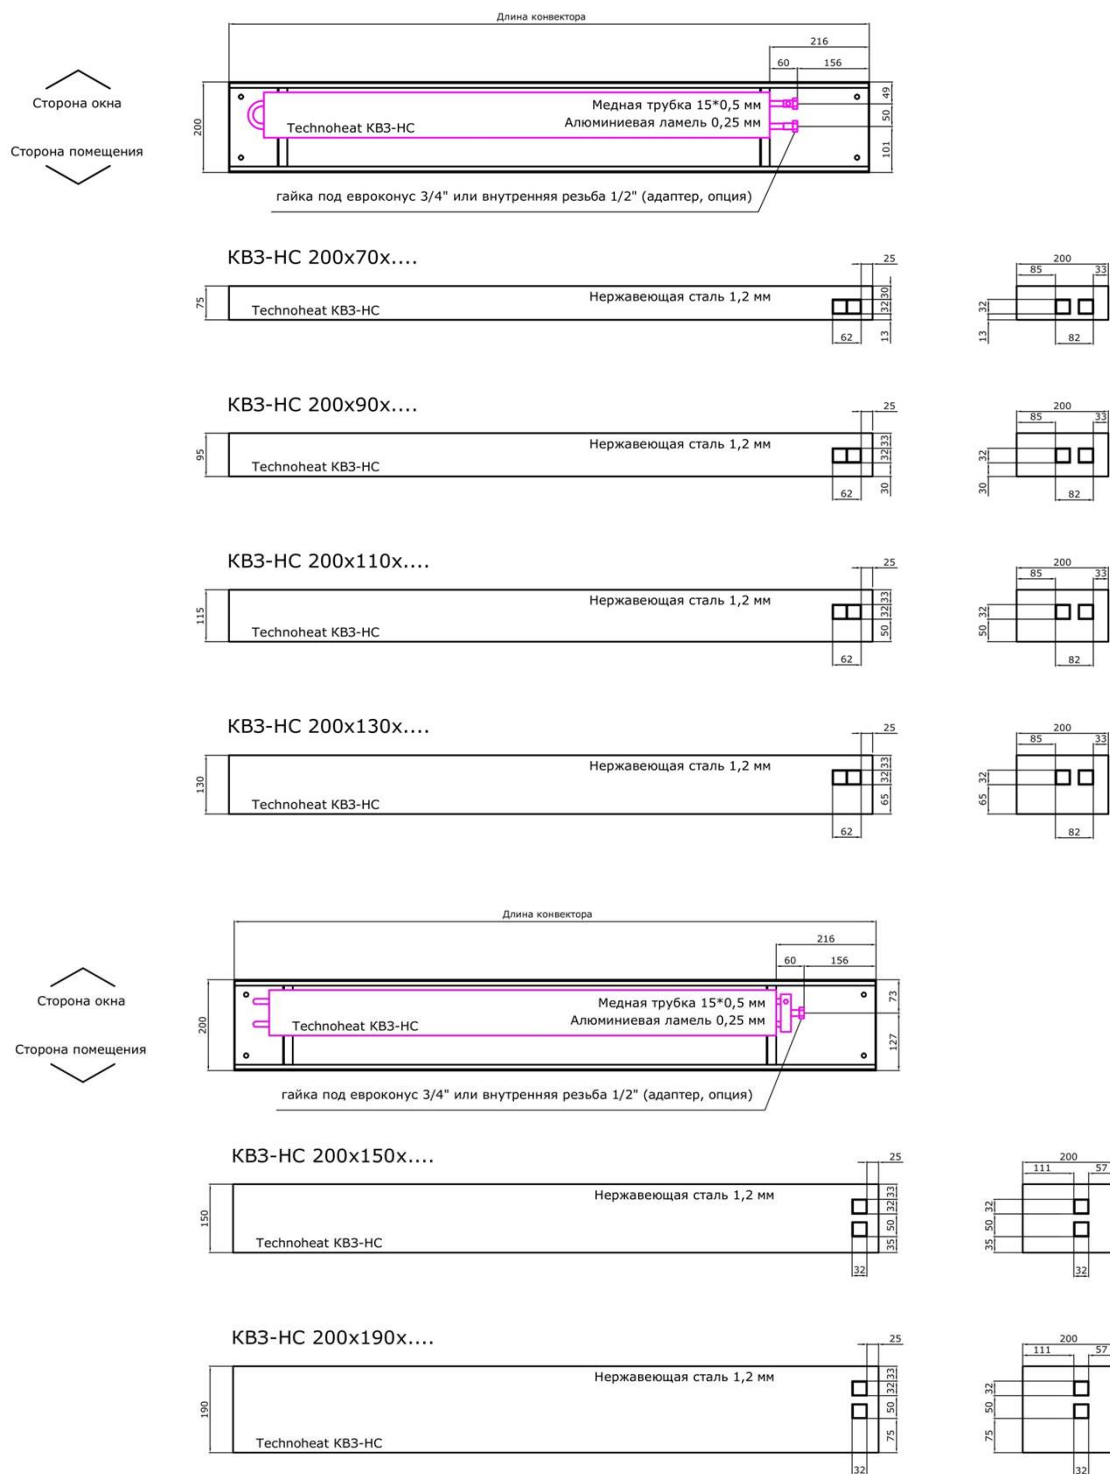 Длина конвектора
216
60 156
Сторона окна
Сторона помещения
200
Медная трубка 15*0,5 мм
Алюминиевая ламель 0,25 мм
Technoheat КВЗ-НС
49
50
101
гайка под евроконус 3/4" или внутренняя резьба 1/2" (адаптер, опция)
КВЗ-НС 200х70х....
25
200
85 33
75
Нержавеющая сталь 1,2 мм
Technoheat КВЗ-НС
30
32
13
62
32
13
82
КВЗ-НС 200х90х....
25
200
85 33
95
Нержавеющая сталь 1,2 мм
Technoheat КВЗ-НС
33
32
30
62
32
30
82
КВЗ-НС 200х110х....
25
200
85 33
115
Нержавеющая сталь 1,2 мм
Technoheat КВЗ-НС
33
32
50
62
32
50
82
КВЗ-НС 200х130х....
25
200
85 33
130
Нержавеющая сталь 1,2 мм
Technoheat КВЗ-НС
33
32
65
62
32
65
82
Длина конвектора
216
60 156
Сторона окна
Сторона помещения
200
Медная трубка 15*0,5 мм
Алюминиевая ламель 0,25 мм
Technoheat КВЗ-НС
73
127
гайка под евроконус 3/4" или внутренняя резьба 1/2" (адаптер, опция)
КВЗ-НС 200х150х....
25
200
111 57
150
Нержавеющая сталь 1,2 мм
Technoheat КВЗ-НС
33
32
50
35
32
32
50
35
32
КВЗ-НС 200х190х....
25
200
111 57
190
Нержавеющая сталь 1,2 мм
Technoheat КВЗ-НС
33
32
50
75
32
32
50
75
32